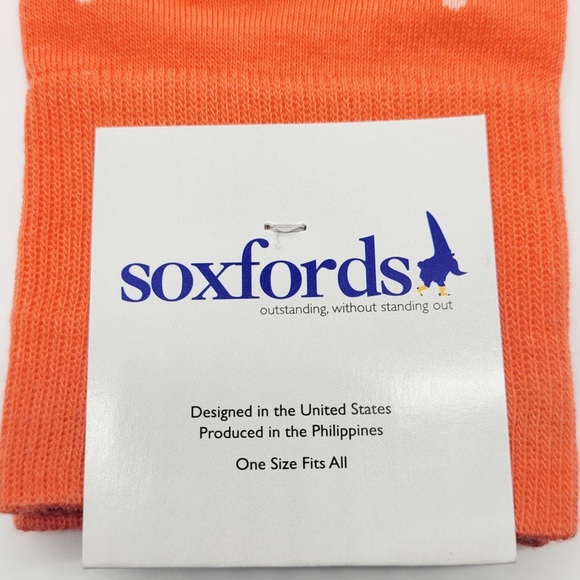 soxfords
outstanding, without standing out
Designed in the United States
Produced in the Philippines
One Size Fits All